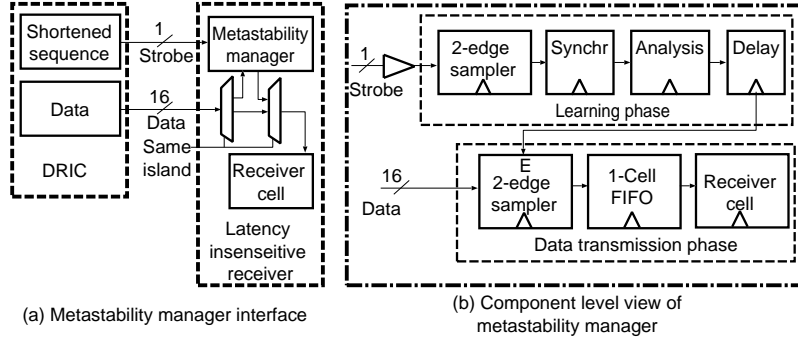 Shortened
sequence
1
Strobe
Metastability
manager
Data
16
Data
Same
island
DRIC
Receiver
cell
Latency
insenseitive
receiver
(a) Metastability manager interface
1
Strobe
2-edge
sampler
Synchr
Analysis
Delay
Learning phase
16
Data
E
2-edge
sampler
1-Cell
FIFO
Receiver
cell
Data transmission phase
(b) Component level view of
metastability manager